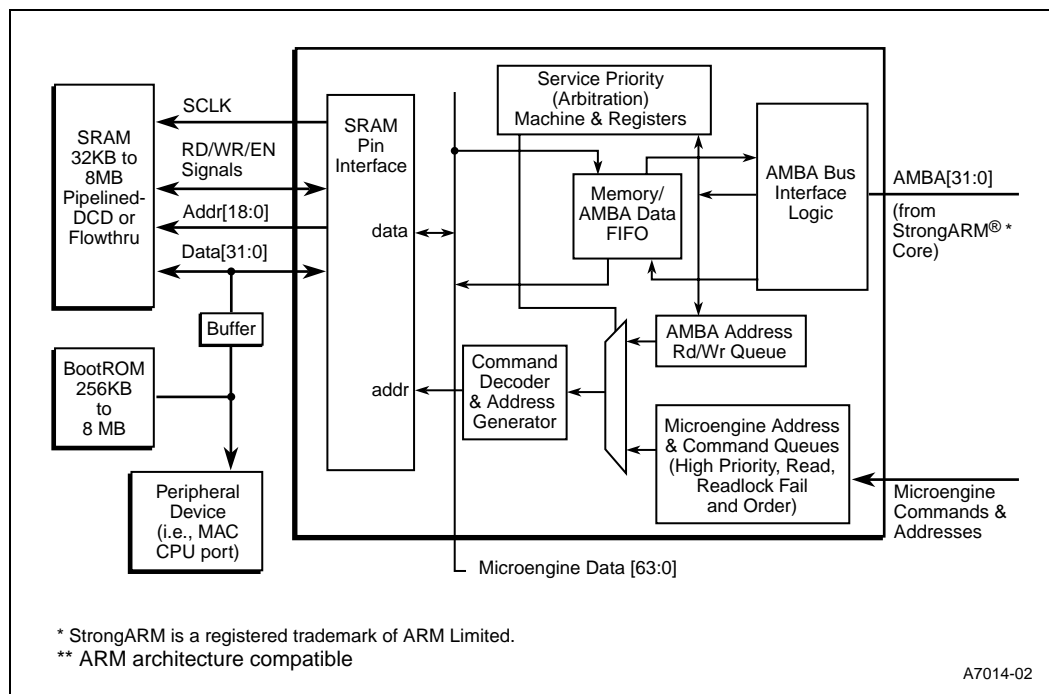 SCLK
SRAM
32KB to
8MB
Pipelined-
DCD or
Flowthru
RD/WR/EN
Signals
Addr[18:0]
Data[31:0]
Buffer
BootROM
256KB
to
8 MB
Peripheral
Device
(i.e., MAC
CPU port)
SRAM
Pin
Interface
data
addr
Service Priority
(Arbitration)
Machine & Registers
Memory/
AMBA Data
FIFO
AMBA Bus
Interface
Logic
AMBA[31:0]
(from
StrongARM® *
Core)
AMBA Address
Rd/Wr Queue
Command
Decoder
& Address
Generator
Microengine Address
& Command Queues
(High Priority, Read,
Readlock Fail
and Order)
Microengine
Commands &
Addresses
Microengine Data [63:0]
* StrongARM is a registered trademark of ARM Limited.
** ARM architecture compatible
A7014-02